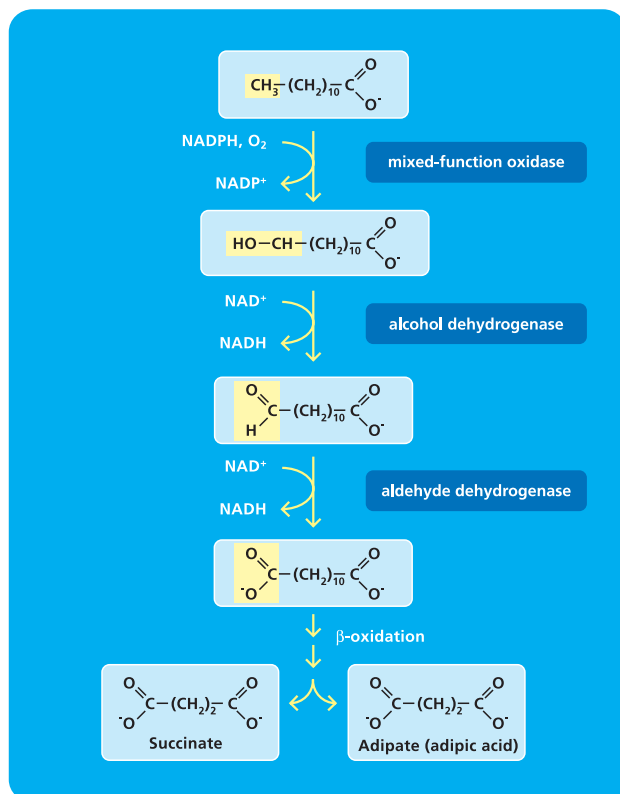 CH₃–(CH₂)₁₀–C
O
O⁻
NADPH, O₂
NADP⁺
mixed-function oxidase
HO–CH–(CH₂)₁₀–C
O
O⁻
NAD⁺
NADH
alcohol dehydrogenase
O
H
C–(CH₂)₁₀–C
O
O⁻
NAD⁺
NADH
aldehyde dehydrogenase
O
⁻O
C–(CH₂)₁₀–C
O
O⁻
β-oxidation
O
⁻O
C–(CH₂)₂–C
O
O⁻
Succinate
O
⁻O
C–(CH₂)₂–C
O
O⁻
Adipate (adipic acid)